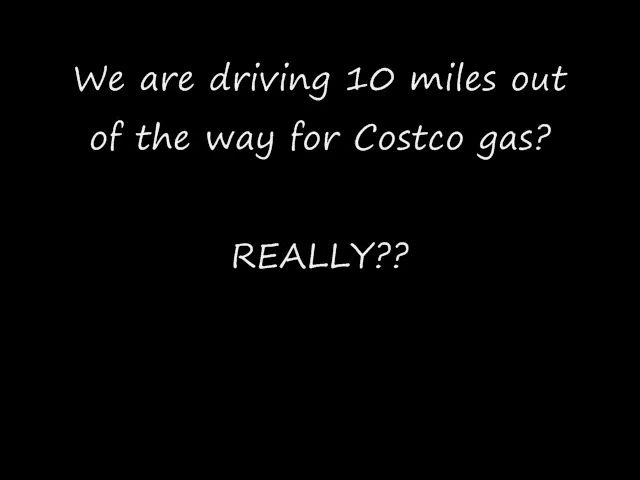 We are driving 10 miles out
of the way for Costco gas?
REALLY??